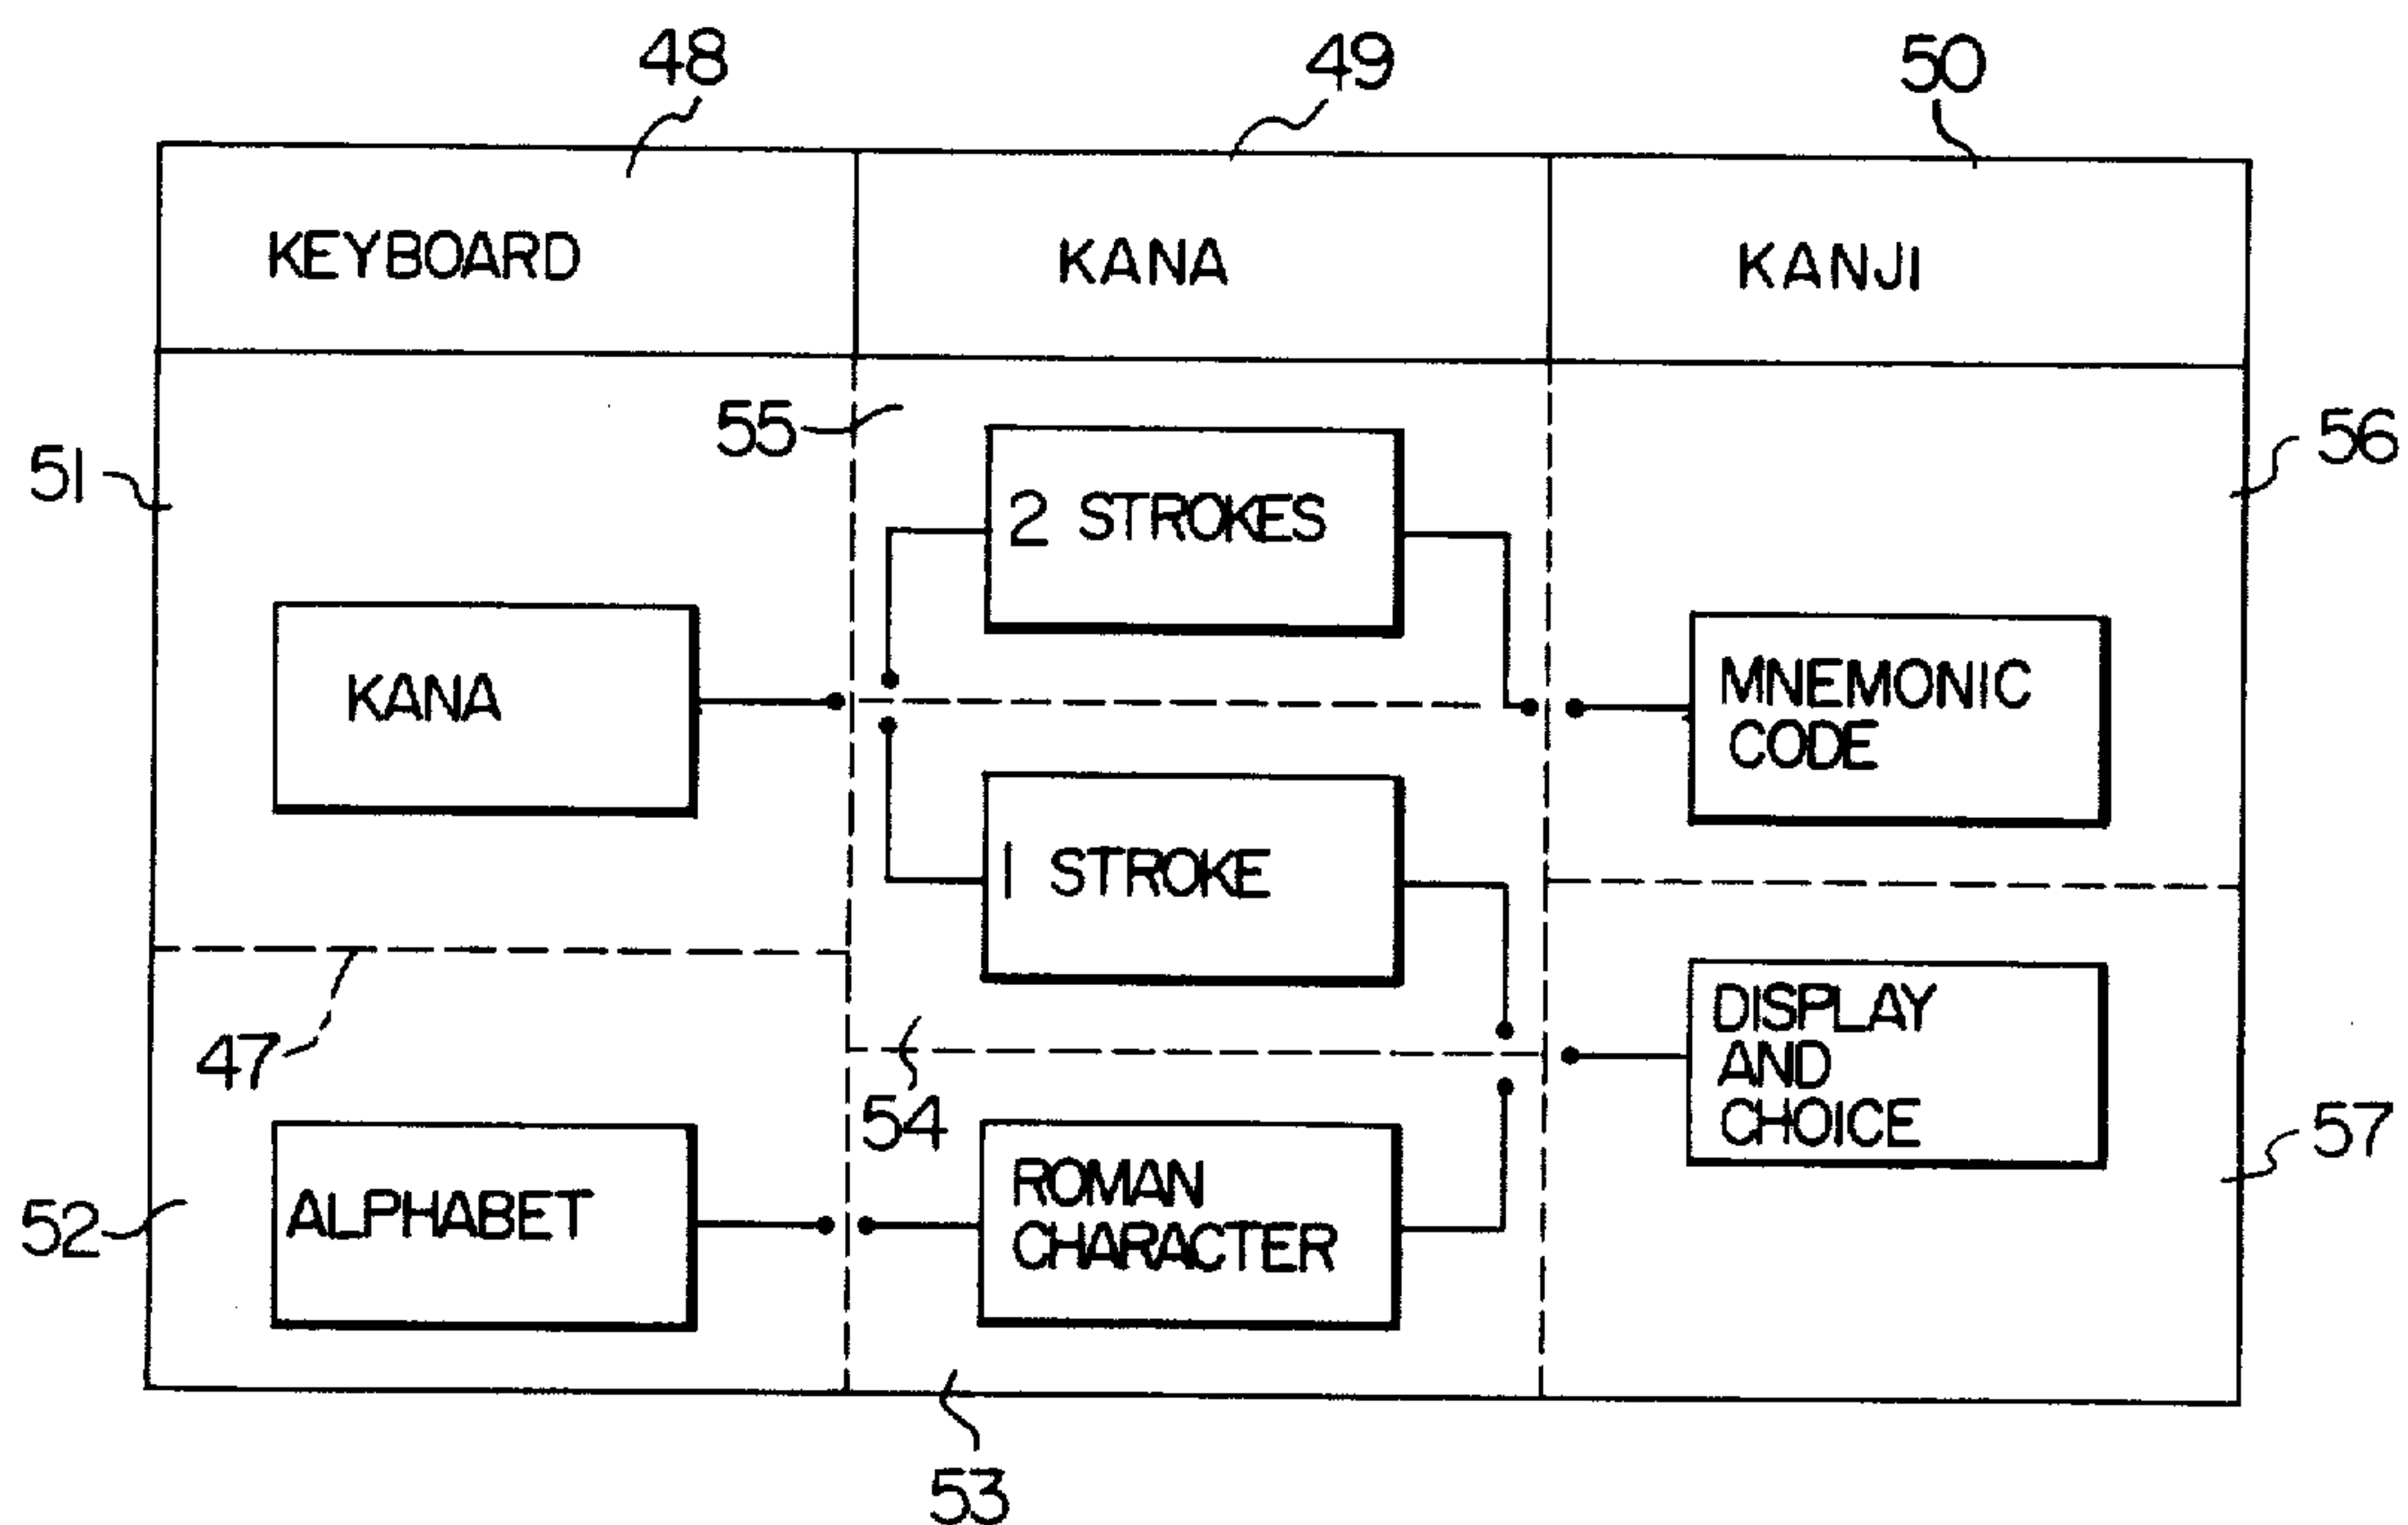 48
49
50
KEYBOARD
KANA
KANJI
55
56
51
2 STROKES
KANA
MNEMONIC
CODE
1 STROKE
47
54
DISPLAY
AND
CHOICE
57
52
ALPHABET
ROMAN
CHARACTER
53